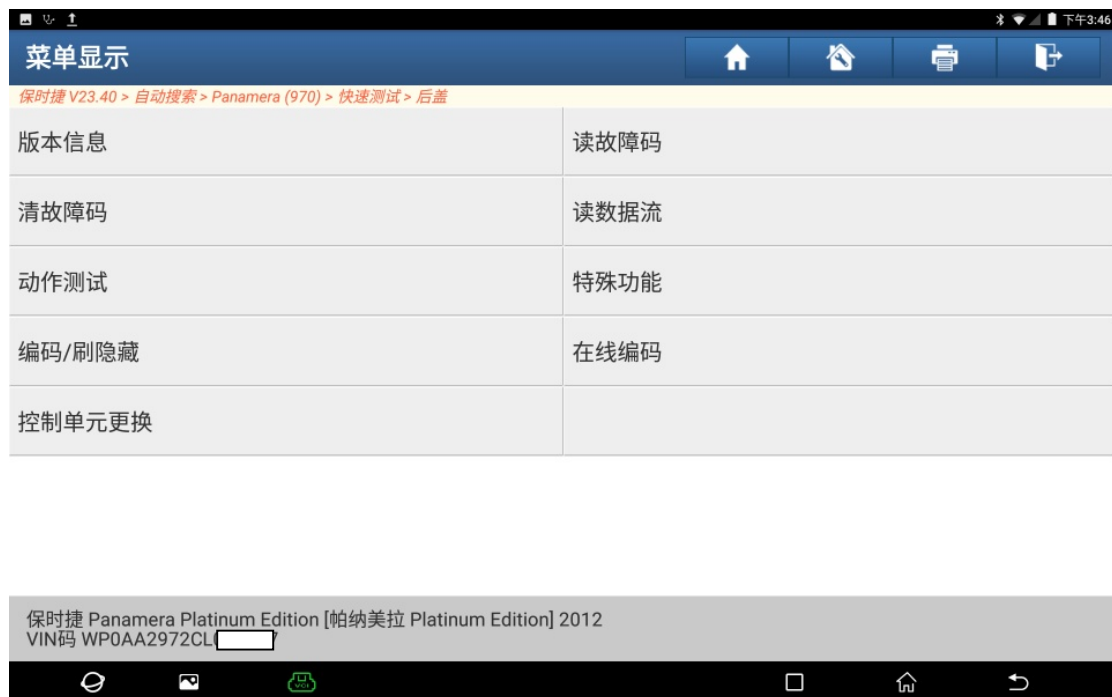 下午3:46
菜单显示
保时捷 V23.40 > 自动搜索 > Panamera (970) > 快速测试 > 后盖
版本信息
读故障码
清故障码
读数据流
动作测试
特殊功能
编码/刷隐藏
在线编码
控制单元更换
保时捷 Panamera Platinum Edition [帕纳美拉 Platinum Edition] 2012
VIN码 WP0AA2972CL
VCI